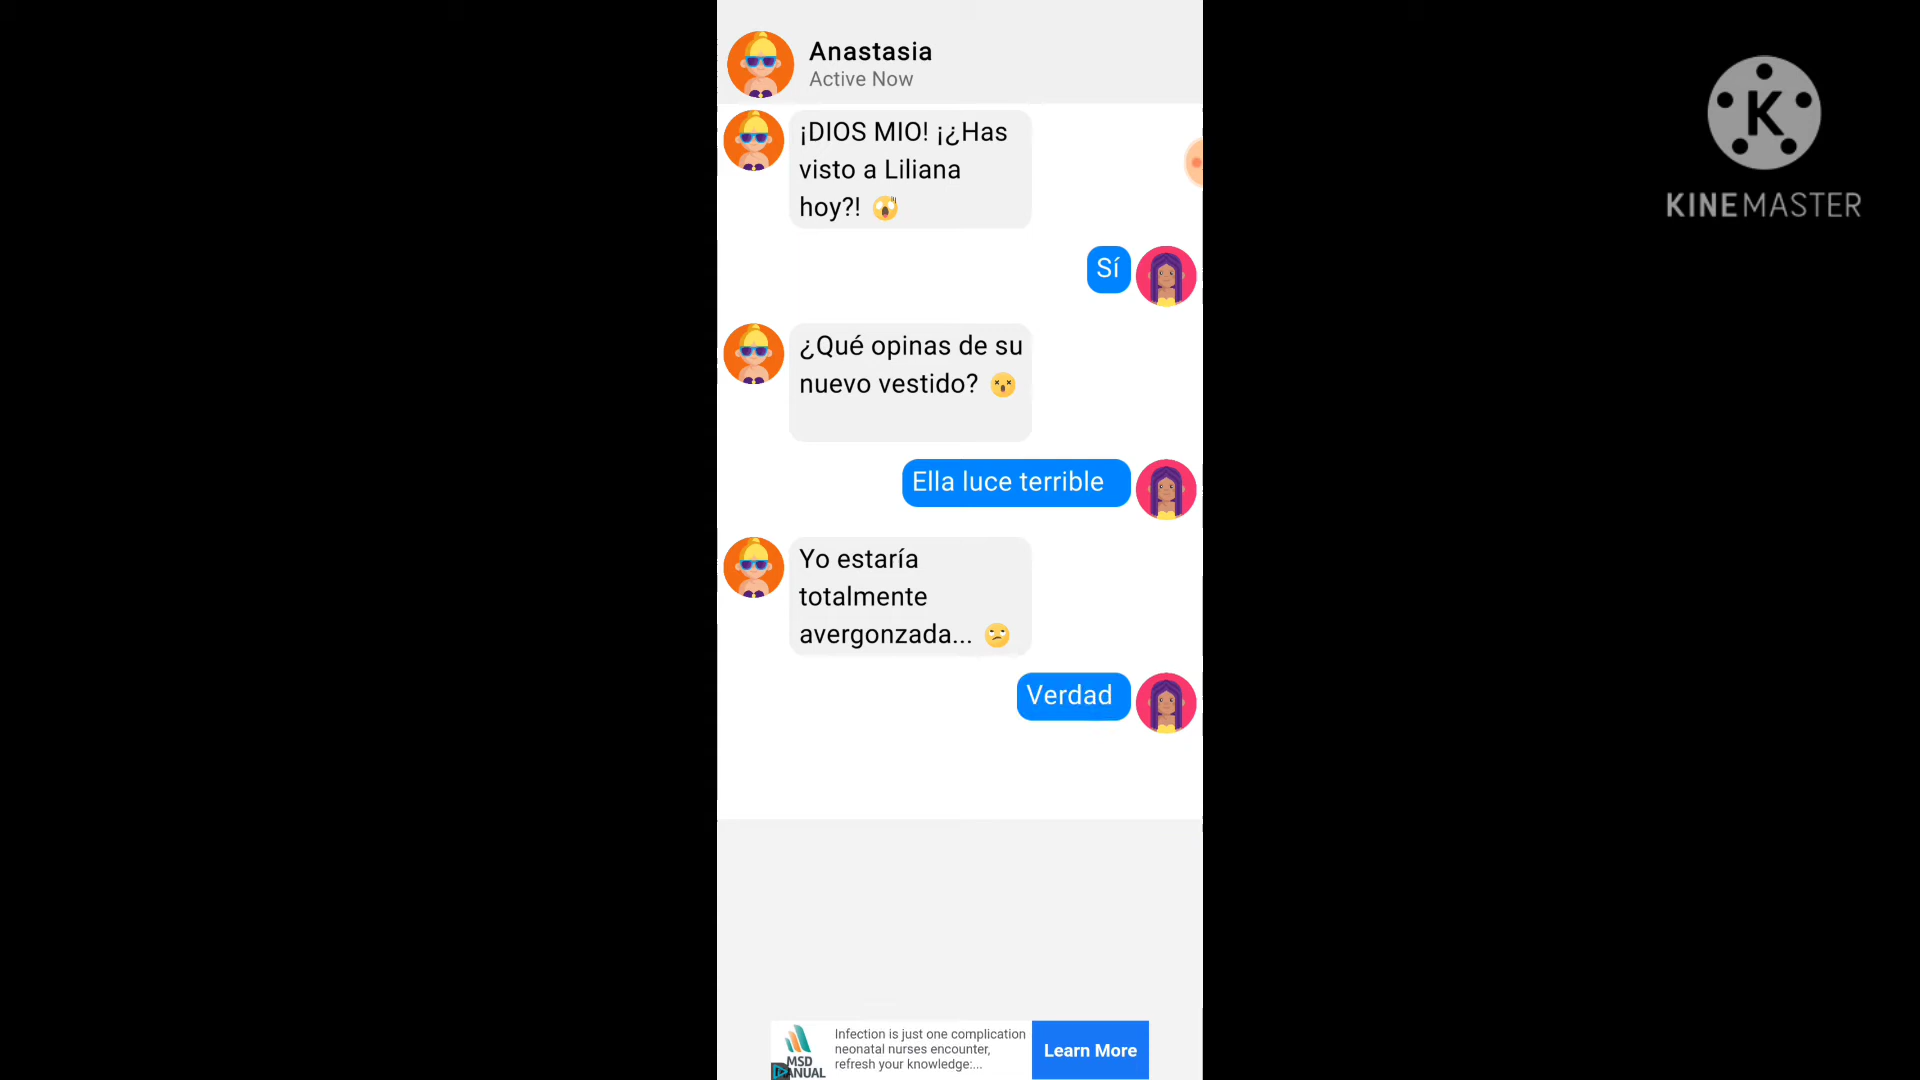 Anastasia
Active Now
¡DIOS MIO! ¡¿Has
visto a Liliana
hoy?! 😱
Sí
¿Qué opinas de su
nuevo vestido? 😵
Ella luce terrible
Yo estaría
totalmente
avergonzada... 🙄
Verdad
K
KINEMASTER
Infection is just one complication
neonatal nurses encounter,
refresh your knowledge:...
MSD
MANUAL
Learn More